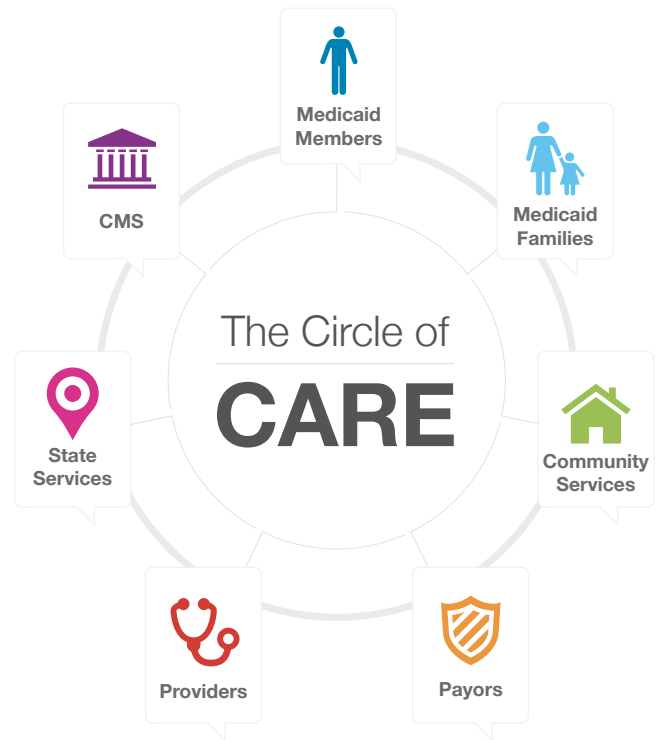 Medicaid
Members
CMS
Medicaid
Families
The Circle of
CARE
State
Services
Community
Services
Providers
Payors